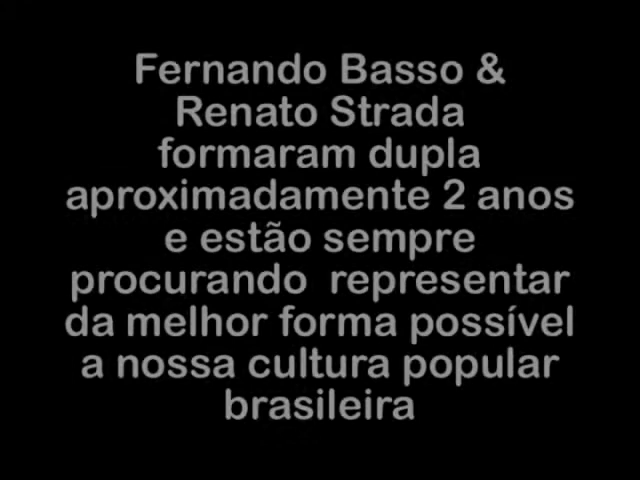 Fernando Basso &
Renato Strada
formaram dupla
aproximadamente 2 anos
e estão sempre
procurando representar
da melhor forma possível
a nossa cultura popular
brasileira